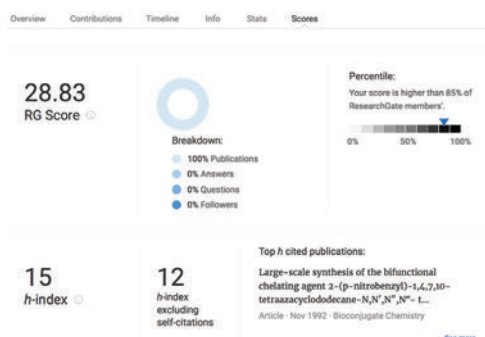 Overview Contributions Timeline Info Stats Scores
28.83
RG Score
Breakdown:
100% Publications
0% Answers
0% Questions
0% Followers
Percentile:
Your score is higher than 85% of
ResearchGate members'.
0% 50% 100%
15
h-index
12
h-index
excluding
self-citations
Top h cited publications:
Large-scale synthesis of the bifunctional
chelating agent 2-(p-nitrobenzyl)-1,4,7,10-
tetraazacyclododecane-N,N',N'',N'''- t...
Article · Nov 1992 · Bioconjugate Chemistry